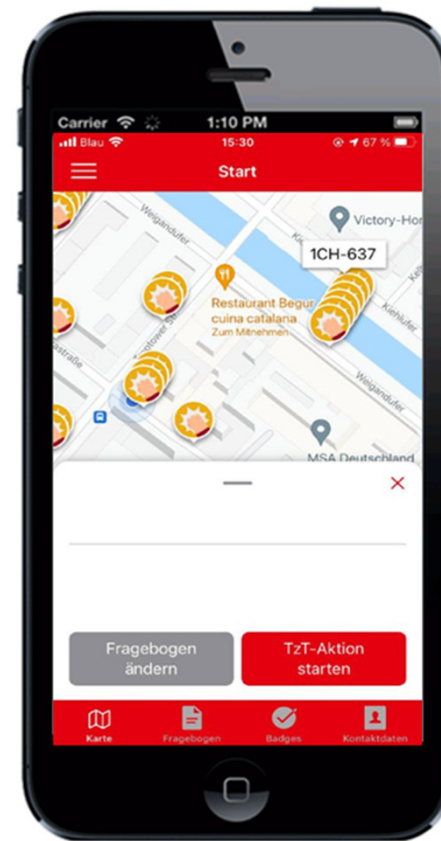 Carrier 1:10 PM
Blau 15:30 67 %
Start
Weigandufer
Victory-Hor
1CH-637
Kiehlufer
Restaurant Begur
cuina catalana
Zum Mitnehmen
Weigandufer
MSA Deutschland
Fragebogen
ändern
TzT-Aktion
starten
Karte
Fragebogen
Badges
Kontaktdaten